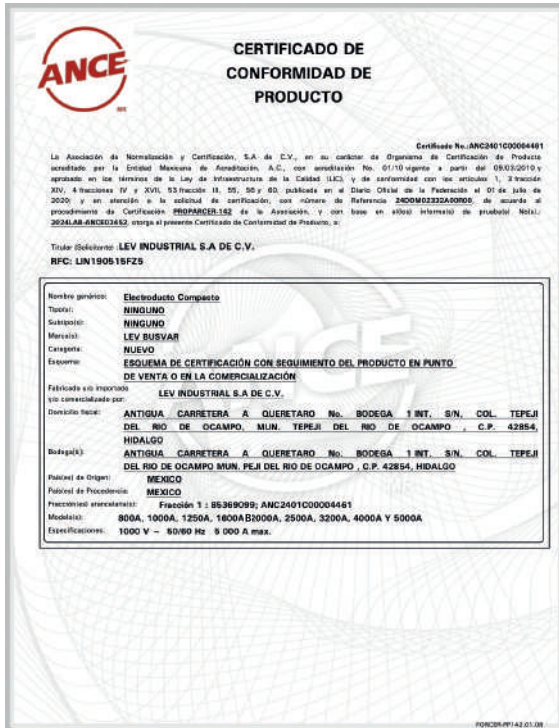 ANCE
CERTIFICADO DE
CONFORMIDAD DE
PRODUCTO
Certificado No.:ANC2401C00004461
La Asociación de Normalización y Certificación, S.A. de C.V., en su carácter de Organismo de Certificación de Producto
acreditado por la Entidad Mexicana de Acreditación, A.C., con acreditación No. 01/10 vigente a partir del 09/03/2010 y
aprobado en los términos de la Ley de Infraestructura de la Calidad (LIC), y de conformidad con los artículos 1, 3 fracción
XIV, 4 fracciones IV y XVII, 53 fracción III, 55, 56 y 60, publicada en el Diario Oficial de la Federación el 01 de julio de
2020; y en atención a la solicitud de certificación, con número de Referencia 24DOM02332A00R00, de acuerdo al
procedimiento de Certificación PROPARCER-142 de la Asociación, y con base en el(los) informe(s) de prueba(s) No(s).:
2024LAB-ANCE03652, otorga el presente Certificado de Conformidad de Producto, a:
Titular (Solicitante) :LEV INDUSTRIAL S.A DE C.V.
RFC: LIN190515FZ5
Nombre genérico: Electroducto Compacto
Tipo(s): NINGUNO
Subtipo(s): NINGUNO
Marca(s): LEV BUSVAR
Categoría: NUEVO
Esquema: ESQUEMA DE CERTIFICACIÓN CON SEGUIMIENTO DEL PRODUCTO EN PUNTO
DE VENTA O EN LA COMERCIALIZACIÓN
Fabricado y/o importado
y/o comercializado por: LEV INDUSTRIAL S.A DE C.V.
Domicilio fiscal: ANTIGUA CARRETERA A QUERETARO No. BODEGA 1 INT. S/N, COL. TEPEJI
DEL RIO DE OCAMPO, MUN. TEPEJI DEL RIO DE OCAMPO , C.P. 42854,
HIDALGO
Bodega(s): ANTIGUA CARRETERA A QUERETARO No. BODEGA 1 INT. S/N, COL. TEPEJI
DEL RIO DE OCAMPO MUN. PEJI DEL RIO DE OCAMPO , C.P. 42854, HIDALGO
País(es) de Origen: MEXICO
País(es) de Procedencia: MEXICO
Fracción(es) arancelaria(s): Fracción 1 : 85369099; ANC2401C00004461
Modelo(s): 800A, 1000A, 1250A, 1600AB2000A, 2500A, 3200A, 4000A Y 5000A
Especificaciones: 1000 V ~ 50/60 Hz 5 000 A max.
FORCER-PP142.01.08